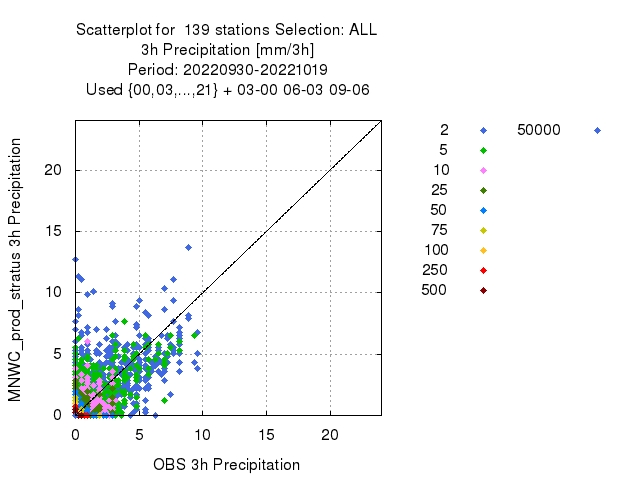 Scatterplot for 139 stations Selection: ALL
3h Precipitation [mm/3h]
Period: 20220930-20221019
Used {00,03,...,21} + 03-00 06-03 09-06
MNWC_prod_stratus 3h Precipitation
20
15
10
5
0
0 5 10 15 20
OBS 3h Precipitation
2 50000
5
10
25
50
75
100
250
500